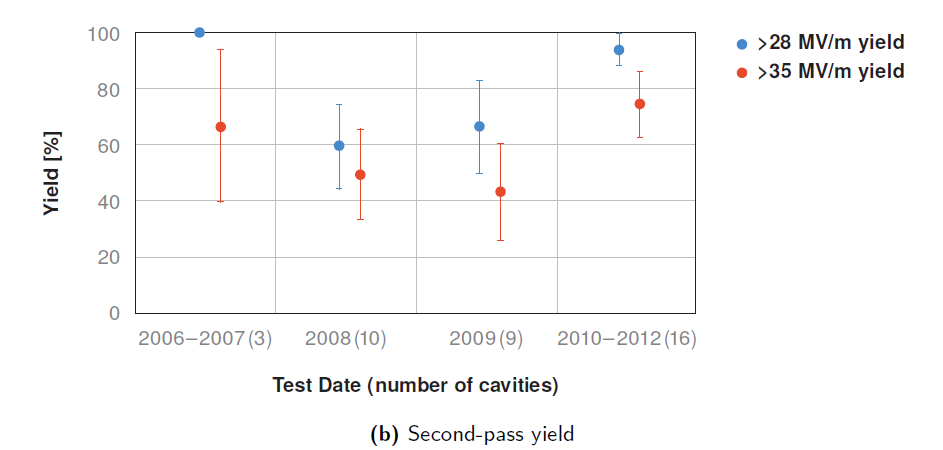 100
80
60
40
20
0
Yield [%]
>28 MV/m yield
>35 MV/m yield
2006–2007(3) 2008(10) 2009(9) 2010–2012(16)
Test Date (number of cavities)
(b) Second-pass yield